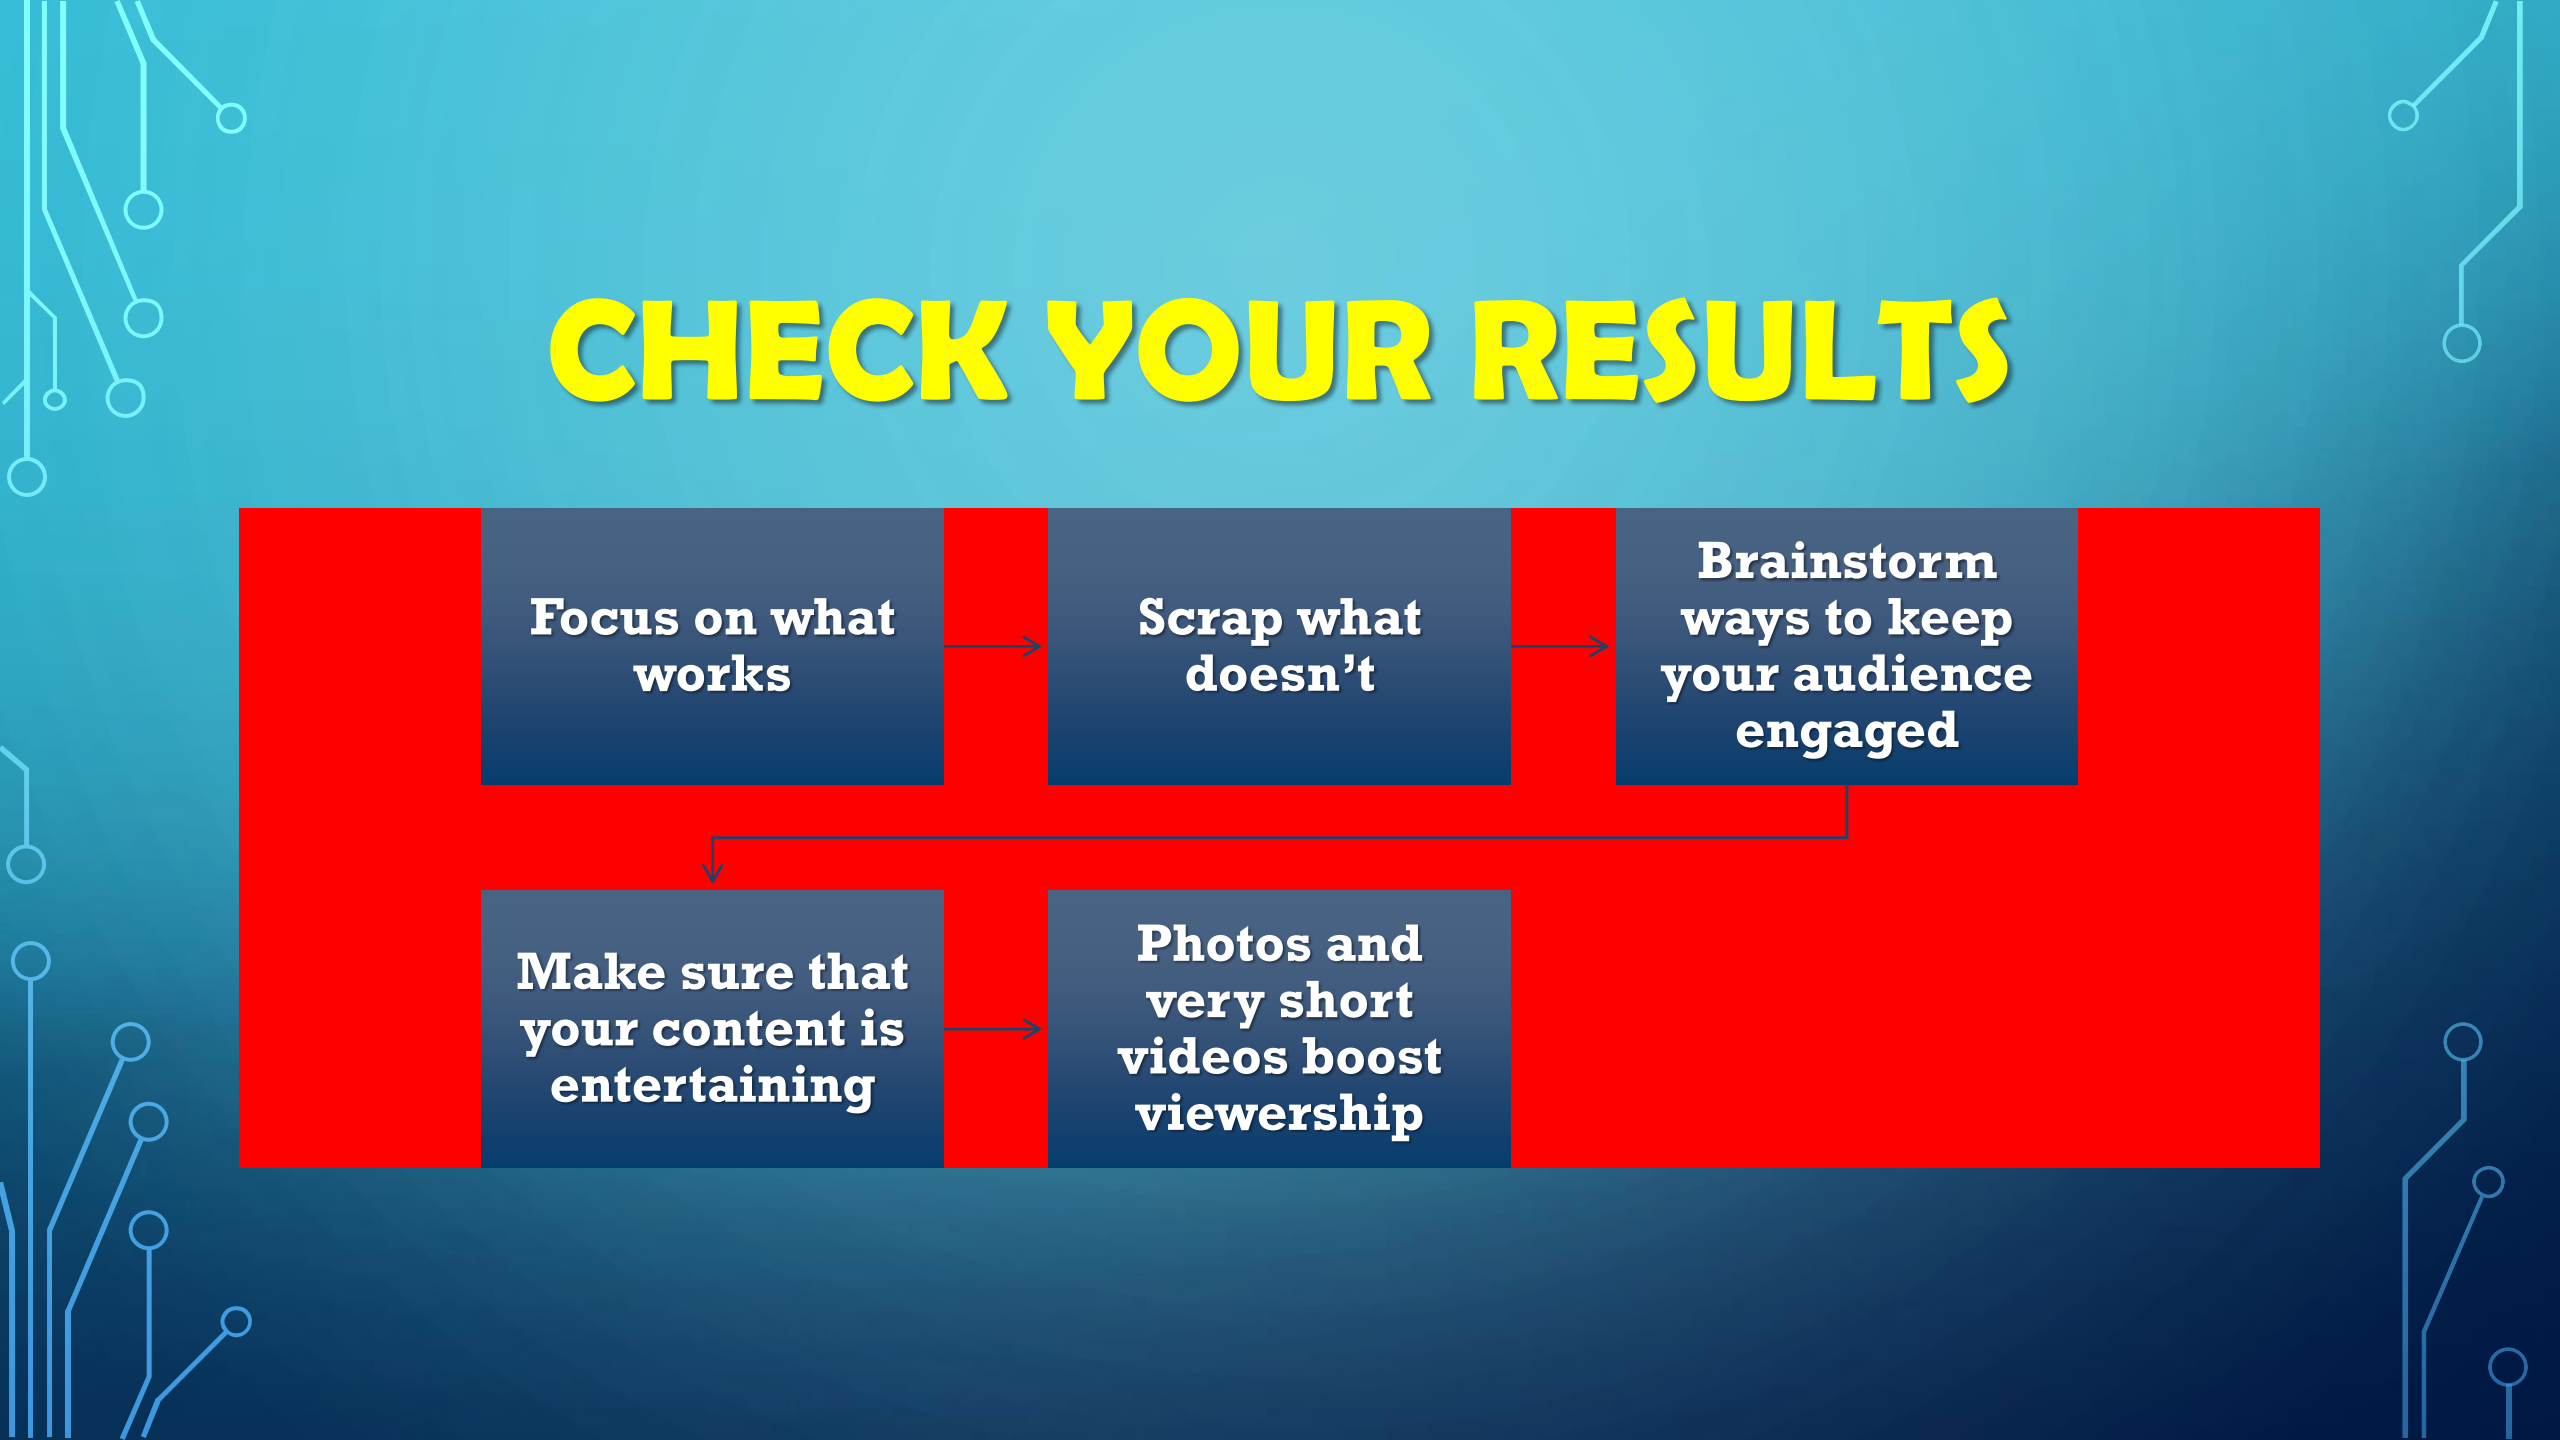 CHECK YOUR RESULTS
Focus on what
works
Scrap what
doesn’t
Brainstorm
ways to keep
your audience
engaged
Make sure that
your content is
entertaining
Photos and
very short
videos boost
viewership